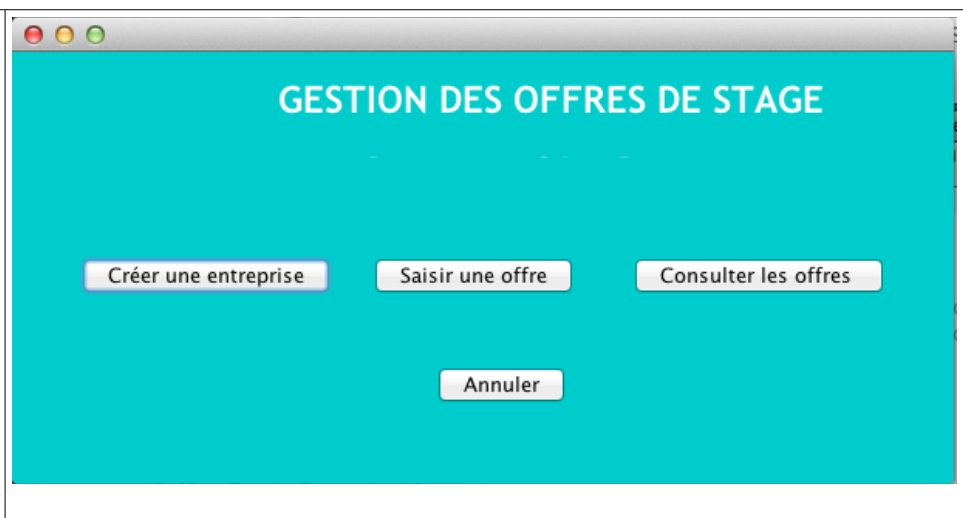 GESTION DES OFFRES DE STAGE
Créer une entreprise Saisir une offre Consulter les offres
Annuler